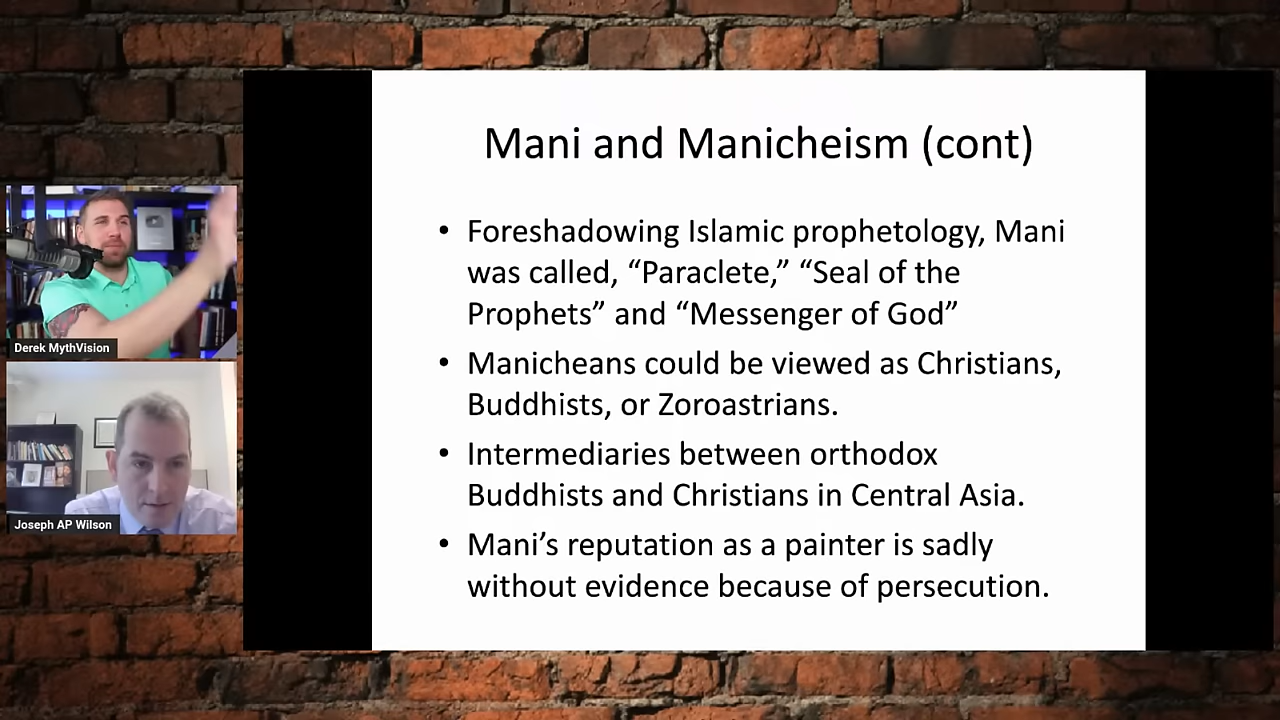 Mani and Manicheism (cont)
• Foreshadowing Islamic prophetology, Mani
was called, “Paraclete,” “Seal of the
Prophets” and “Messenger of God”
• Manicheans could be viewed as Christians,
Buddhists, or Zoroastrians.
• Intermediaries between orthodox
Buddhists and Christians in Central Asia.
• Mani’s reputation as a painter is sadly
without evidence because of persecution.
Derek MythVision
Joseph AP Wilson